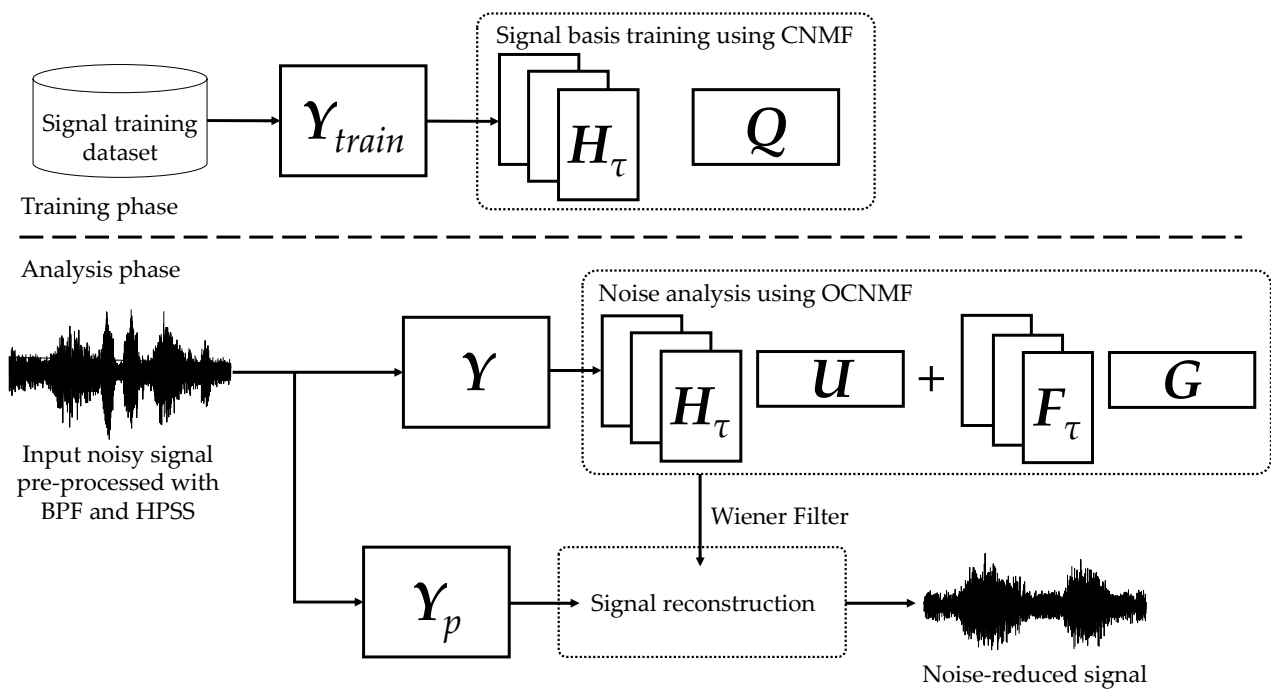 Signal basis training using CNMF
Signal training
dataset
Y_train
H_τ
Q
Training phase
Analysis phase
Noise analysis using OCNMF
Y
H_τ
U
+
F_τ
G
Input noisy signal
pre-processed with
BPF and HPSS
Wiener Filter
Y_p
Signal reconstruction
Noise-reduced signal